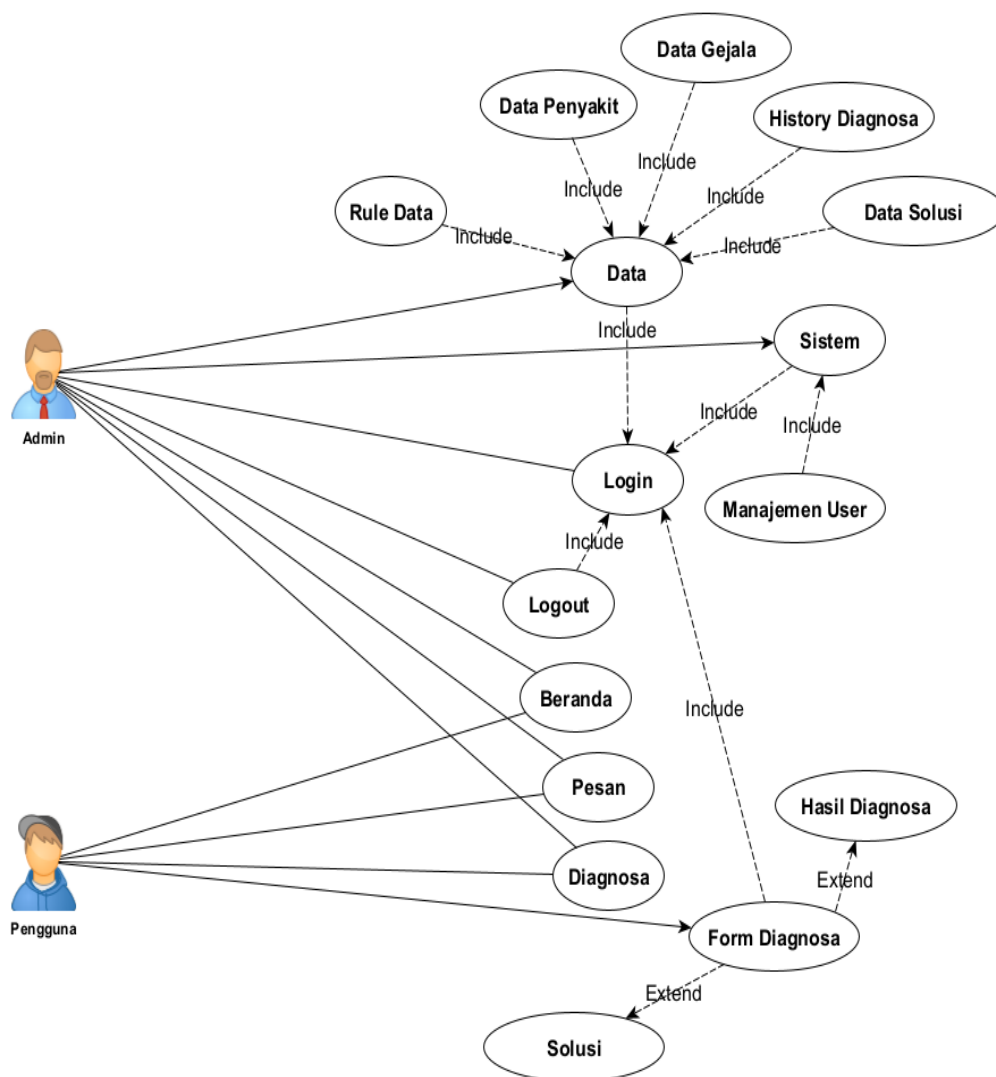 Data Gejala
Data Penyakit
History Diagnosa
Include
Include
Include
Rule Data
Data Solusi
Include
Include
Data
Include
Sistem
Admin
Include
Include
Login
Manajemen User
Include
Logout
Beranda
Include
Pesan
Hasil Diagnosa
Diagnosa
Extend
Pengguna
Form Diagnosa
Extend
Solusi